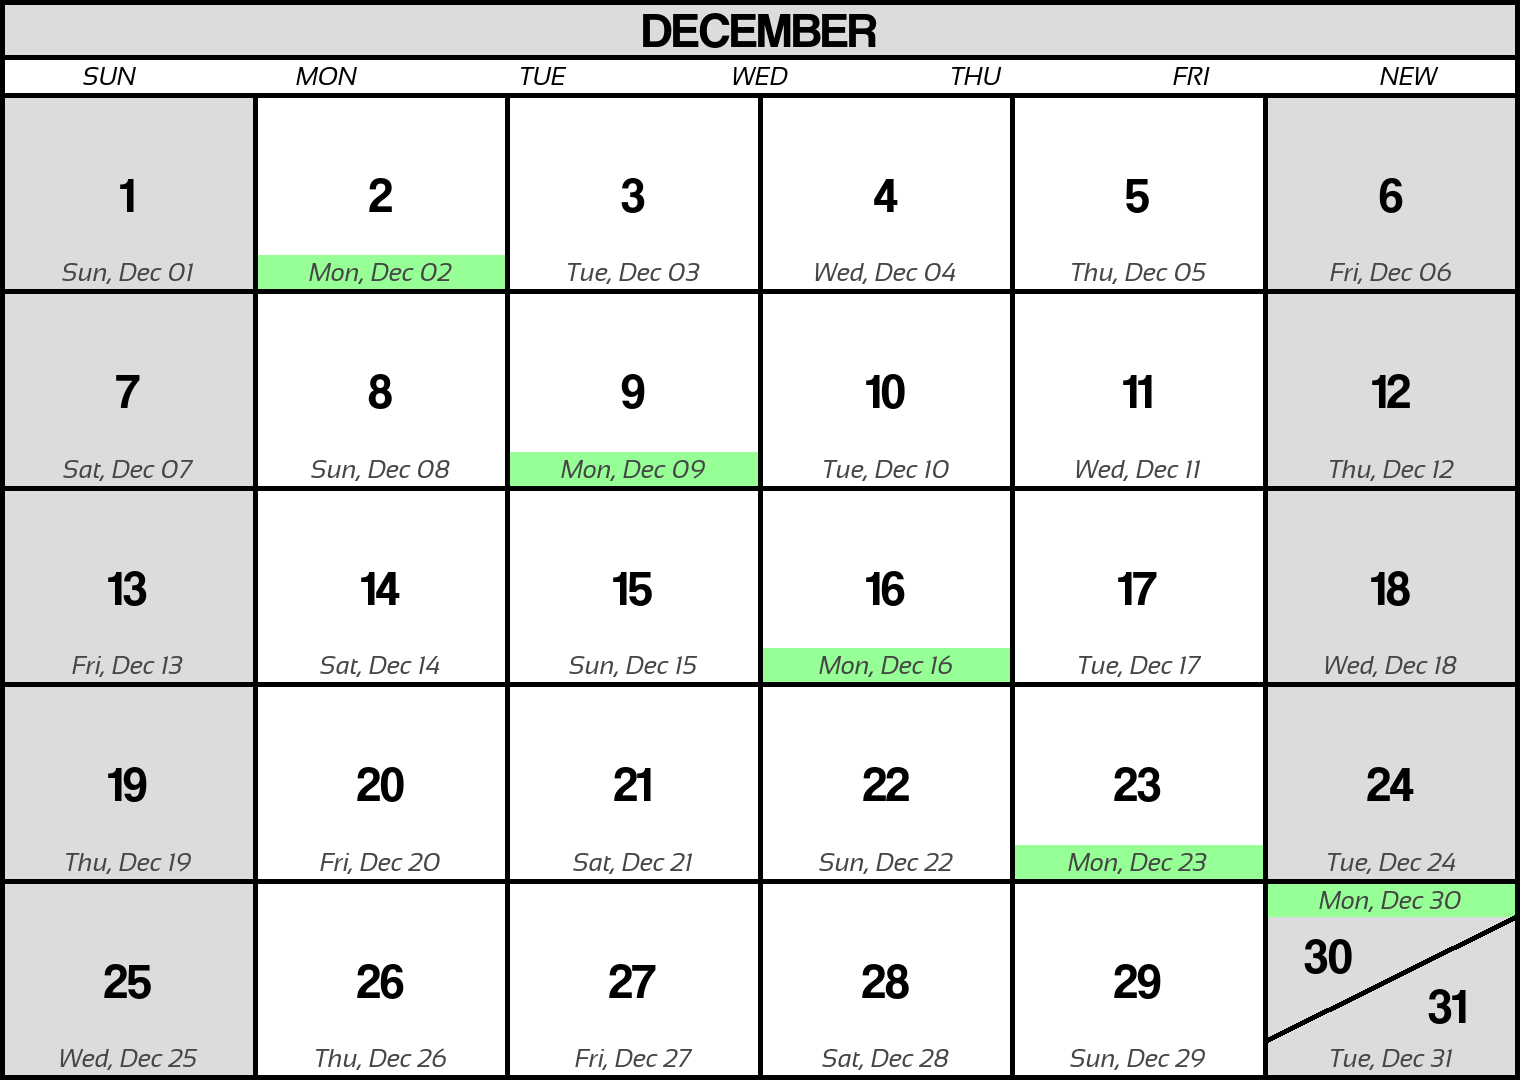 DECEMBER
SUN MON TUE WED THU FRI NEW
1 2 3 4 5 6
Sun, Dec 01 Mon, Dec 02 Tue, Dec 03 Wed, Dec 04 Thu, Dec 05 Fri, Dec 06
7 8 9 10 11 12
Sat, Dec 07 Sun, Dec 08 Mon, Dec 09 Tue, Dec 10 Wed, Dec 11 Thu, Dec 12
13 14 15 16 17 18
Fri, Dec 13 Sat, Dec 14 Sun, Dec 15 Mon, Dec 16 Tue, Dec 17 Wed, Dec 18
19 20 21 22 23 24
Thu, Dec 19 Fri, Dec 20 Sat, Dec 21 Sun, Dec 22 Mon, Dec 23 Tue, Dec 24
Mon, Dec 30
25 26 27 28 29 30 31
Wed, Dec 25 Thu, Dec 26 Fri, Dec 27 Sat, Dec 28 Sun, Dec 29 Tue, Dec 31